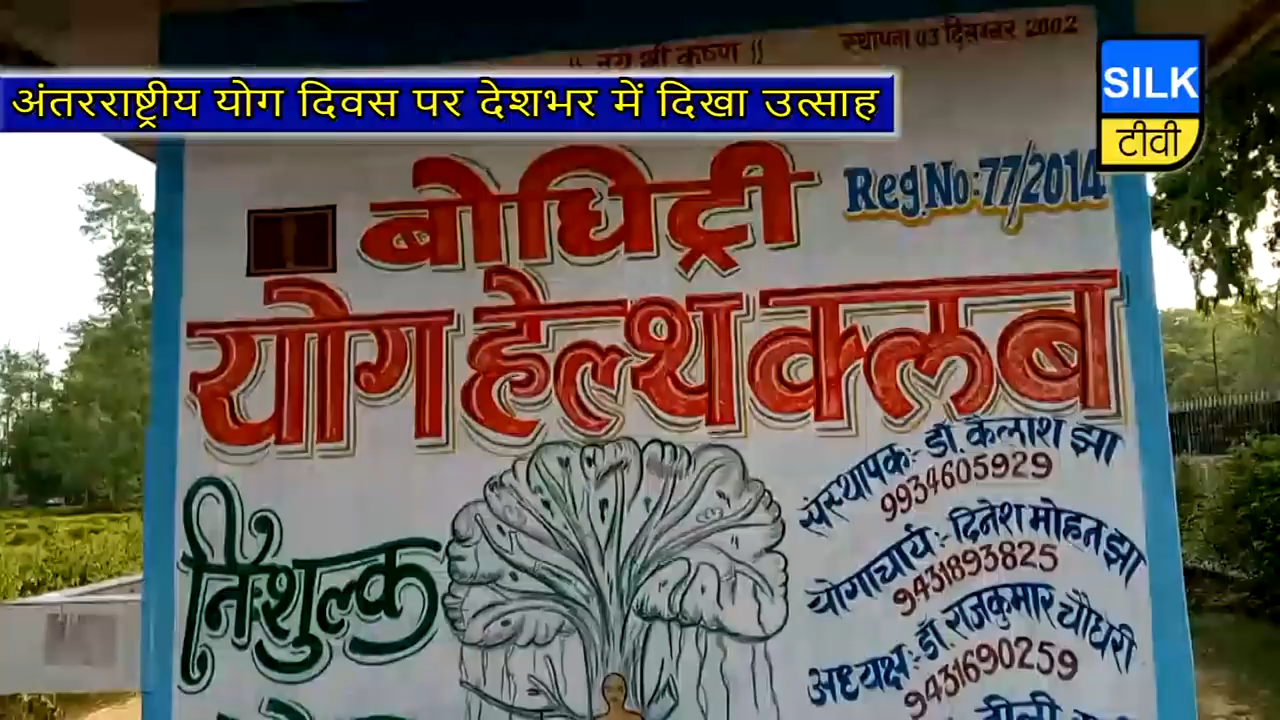 || जय श्री कृष्ण ||
स्थापना 03 दिसम्बर 2002
अंतरराष्ट्रीय योग दिवस पर देशभर में दिखा उत्साह
SILK
टीवी
बोधिट्री
Reg.No:77/2014
योग हेल्थ क्लब
संस्थापक:- डॉ. कैलाश झा
9934605929
योगाचार्य:- दिनेश मोहन झा
9431893825
अध्यक्ष:- डॉ राजकुमार चौधरी
9431690259
निःशुल्क